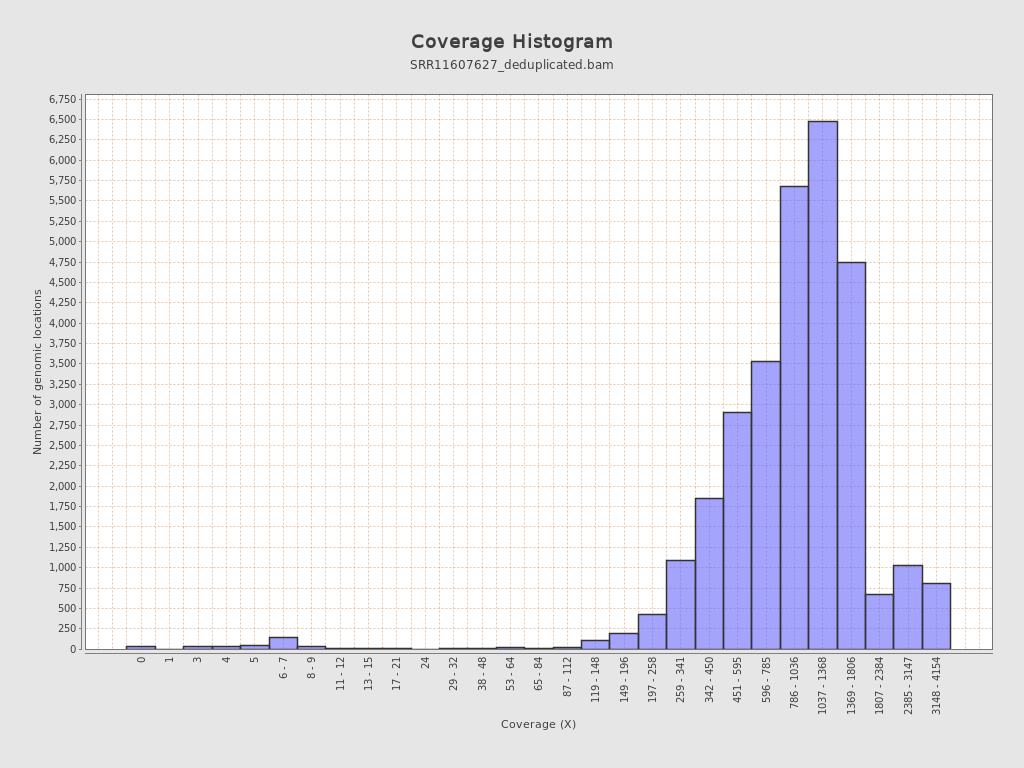 Coverage Histogram
SRR11607627_deduplicated.bam
6,750
6,500
6,250
6,000
5,750
5,500
5,250
5,000
4,750
4,500
4,250
4,000
3,750
3,500
3,250
3,000
2,750
2,500
2,250
2,000
1,750
1,500
1,250
1,000
750
500
250
0
Number of genomic locations
0
1
3
4
5
6 - 7
8 - 9
11 - 12
13 - 15
17 - 21
24
29 - 32
38 - 48
53 - 64
65 - 84
87 - 112
119 - 148
149 - 196
197 - 258
259 - 341
342 - 450
451 - 595
596 - 785
786 - 1036
1037 - 1368
1369 - 1806
1807 - 2384
2385 - 3147
3148 - 4154
Coverage (X)